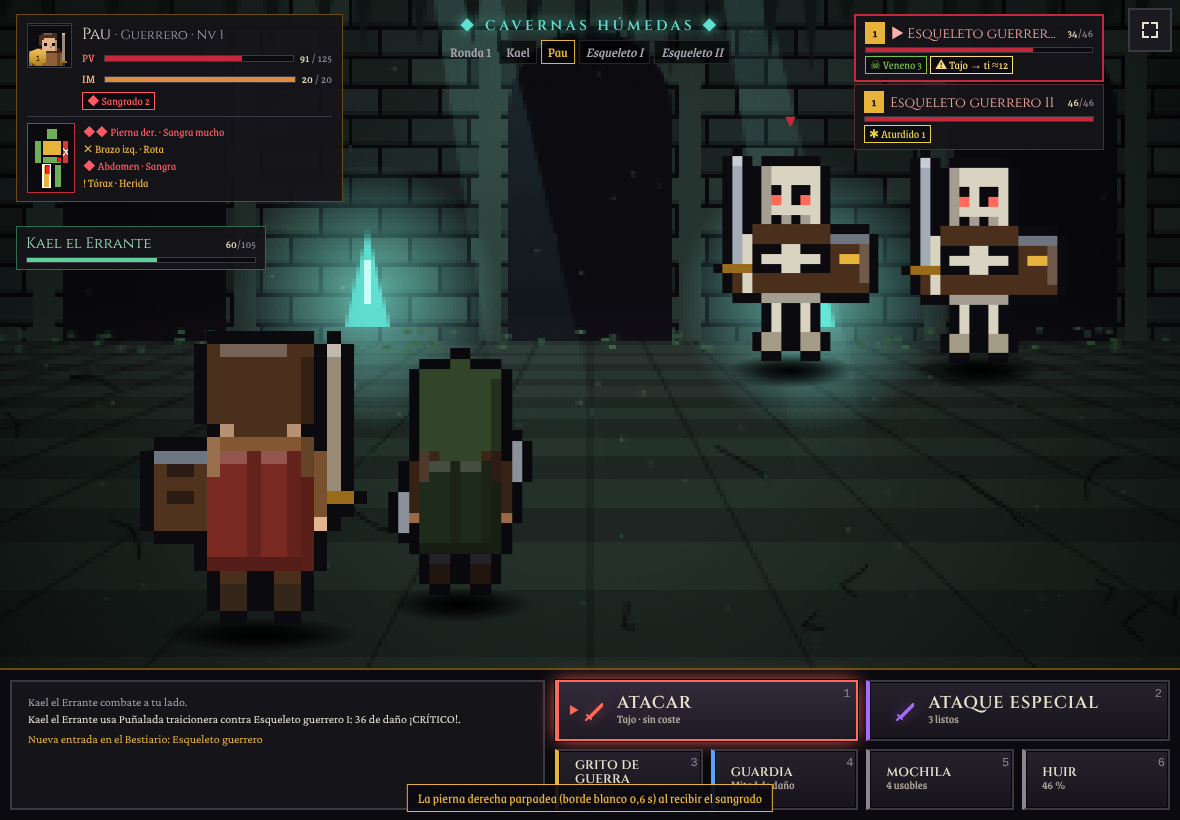 PAU · GUERRERO · NV I
PV 91 / 125
IM 20 / 20
Sangrado 2
Pierna der. · Sangra mucho
Brazo izq. · Rota
Abdomen · Sangra
! Tórax · Herida
1
KAEL EL ERRANTE 60/105
CAVERNAS HÚMEDAS
Ronda 1 Kael Pau Esqueleto I Esqueleto II
1 ESQUELETO GUERRER... 34/46
Veneno 3 Tajo → ti ≈12
1 ESQUELETO GUERRERO II 46/46
Aturdido 1
Kael el Errante combate a tu lado.
Kael el Errante usa Puñalada traicionera contra Esqueleto guerrero I: 36 de daño ¡CRÍTICO!.
Nueva entrada en el Bestiario: Esqueleto guerrero
ATACAR 1
Tajo · sin coste
ATAQUE ESPECIAL 2
3 listos
GRITO DE GUERRA 3
GUARDIA 4
Mitad de daño
MOCHILA 5
4 usables
HUIR 6
46 %
La pierna derecha parpadea (borde blanco 0,6 s) al recibir el sangrado